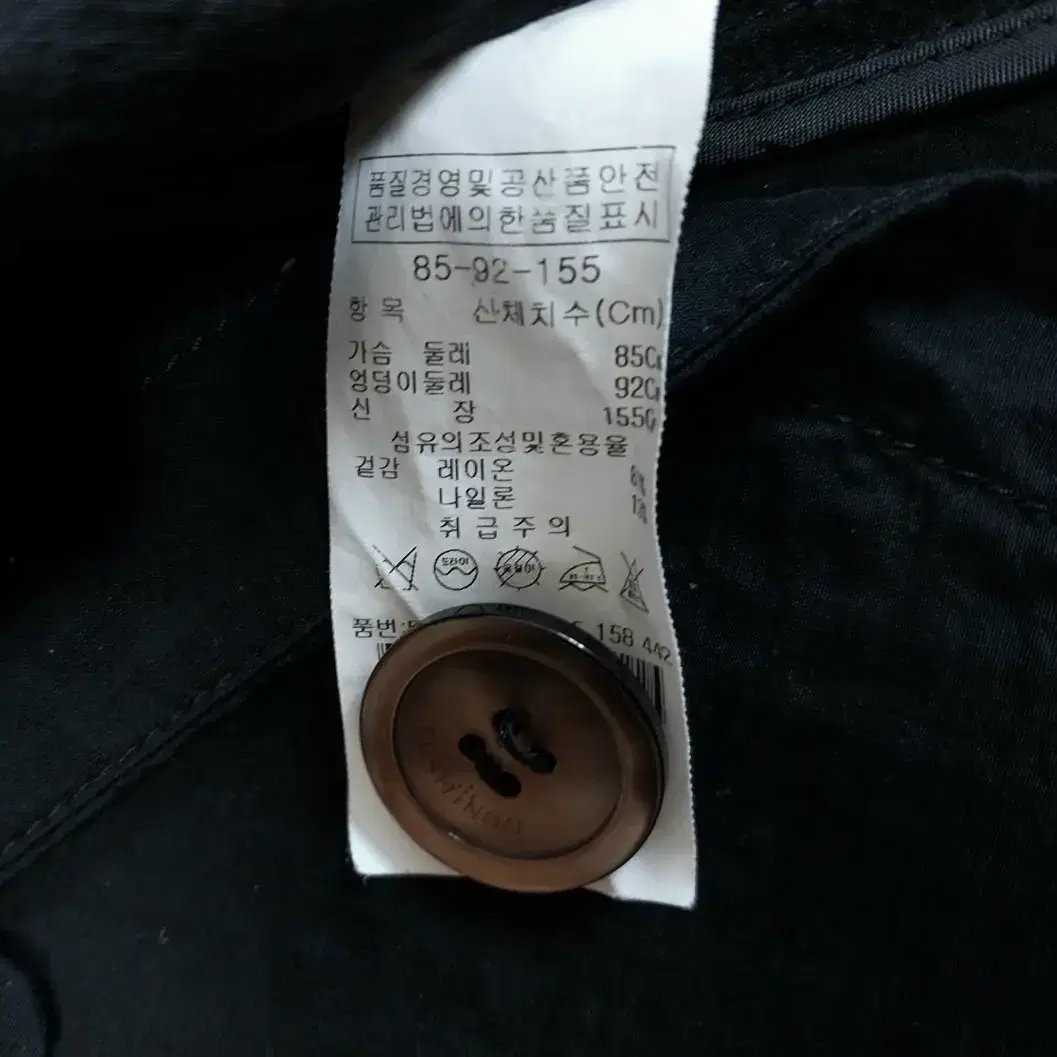 품질경영및공산품안전
관리법에의한품질표시
85-92-155
항 목 신체치수(Cm)
가슴 둘레 85C
엉덩이둘레 92C
신 장 155C
섬유의조성및혼용율
겉감 레이온
나일론
취급주의
품번: 158 442